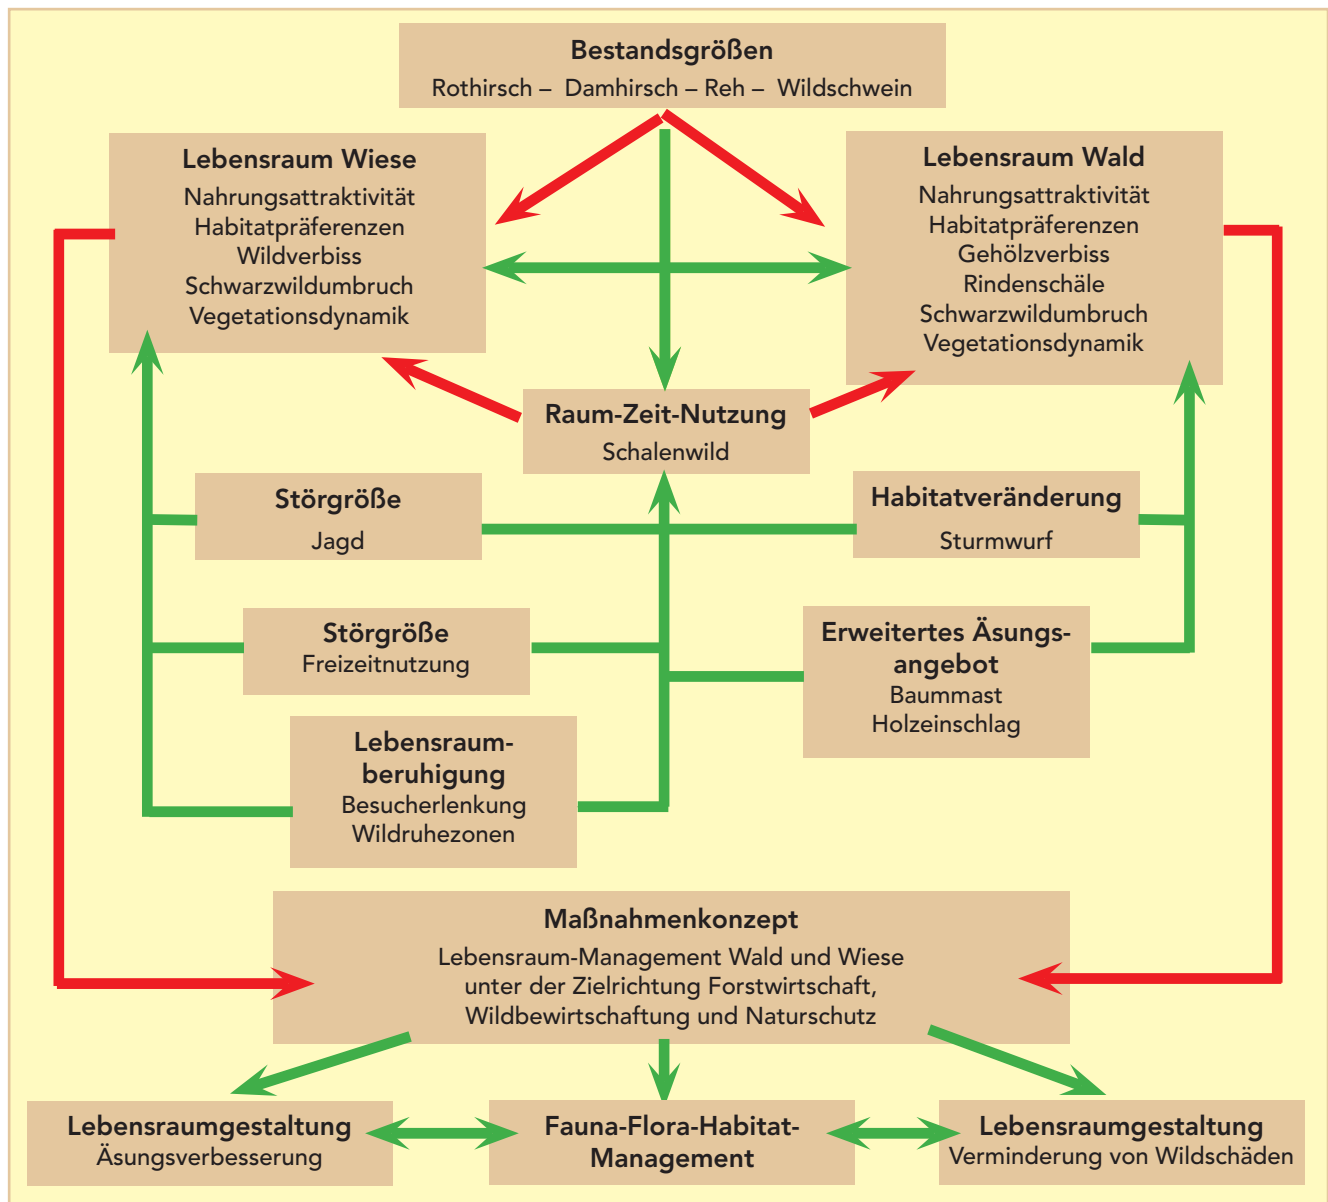 Bestandsgrößen
Rothirsch – Damhirsch – Reh – Wildschwein
Lebensraum Wiese
Nahrungsattraktivität
Habitatpräferenzen
Wildverbiss
Schwarzwildumbruch
Vegetationsdynamik
Lebensraum Wald
Nahrungsattraktivität
Habitatpräferenzen
Gehölzverbiss
Rindenschäle
Schwarzwildumbruch
Vegetationsdynamik
Raum-Zeit-Nutzung
Schalenwild
Störgröße
Jagd
Habitatveränderung
Sturmwurf
Störgröße
Freizeitnutzung
Erweitertes Äsungs-
angebot
Baummast
Holzeinschlag
Lebensraum-
beruhigung
Besucherlenkung
Wildruhezonen
Maßnahmenkonzept
Lebensraum-Management Wald und Wiese
unter der Zielrichtung Forstwirtschaft,
Wildbewirtschaftung und Naturschutz
Lebensraumgestaltung
Äsungsverbesserung
Fauna-Flora-Habitat-
Management
Lebensraumgestaltung
Verminderung von Wildschäden